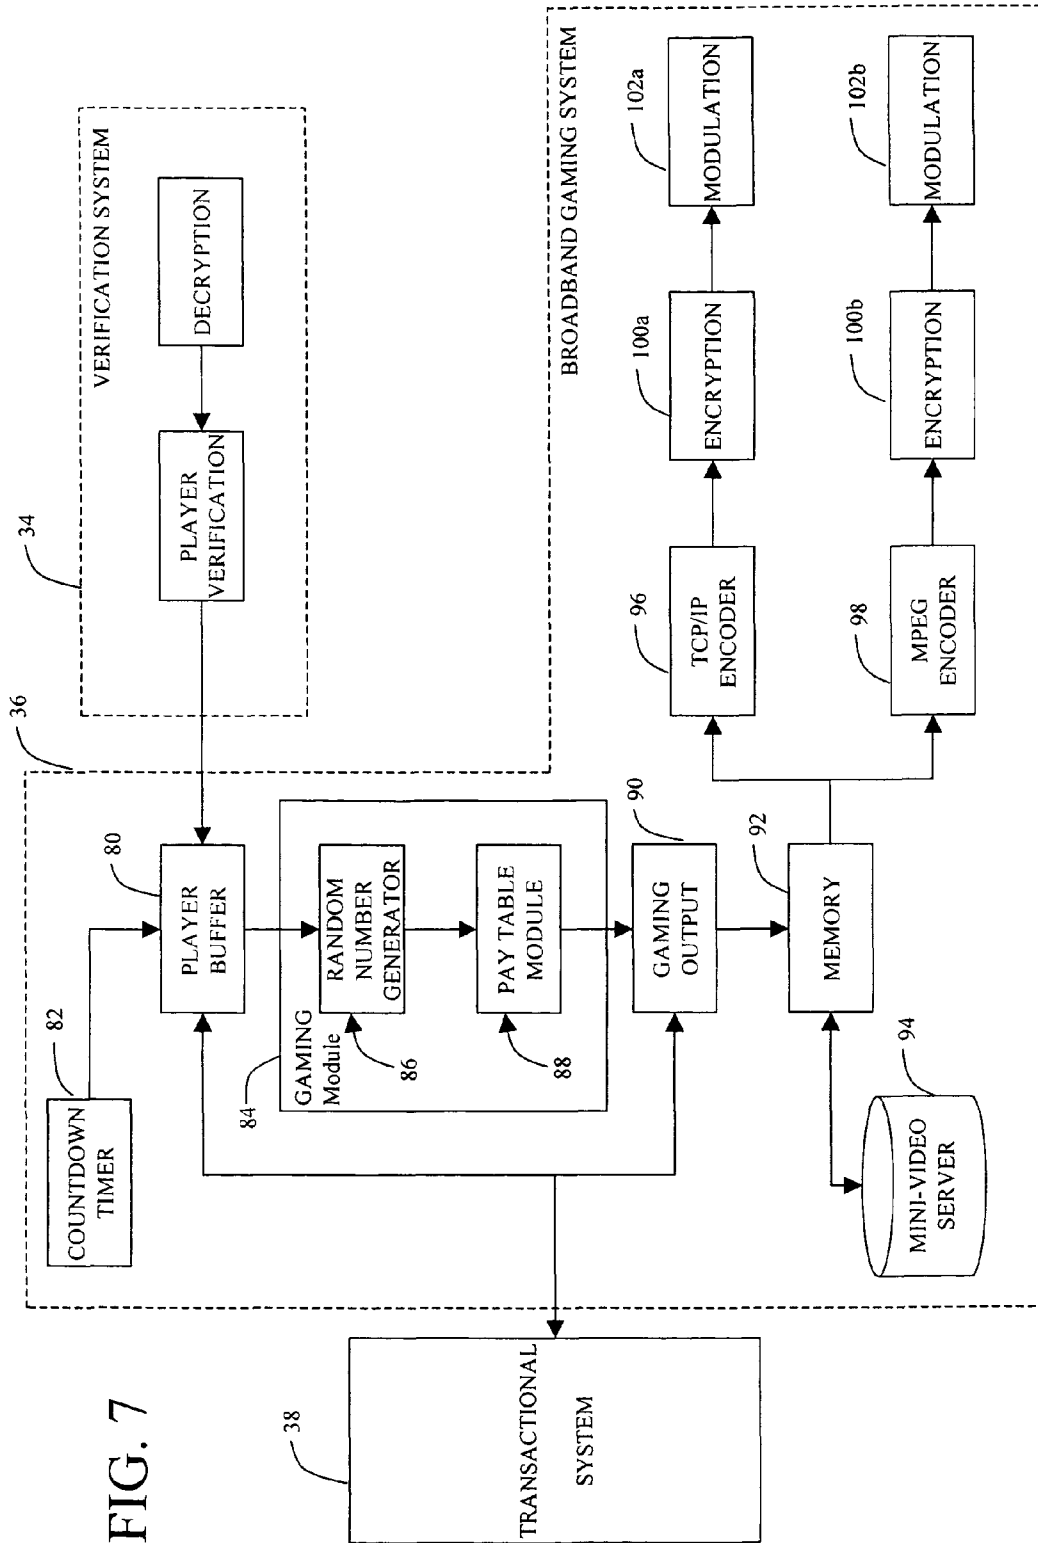 FIG. 7
VERIFICATION SYSTEM
34
DECRYPTION
PLAYER
VERIFICATION
36
BROADBAND GAMING SYSTEM
COUNTDOWN
TIMER
82
PLAYER
BUFFER
80
84
GAMING
Module
RANDOM
NUMBER
GENERATOR
86
PAY TABLE
MODULE
88
GAMING
OUTPUT
90
MEMORY
92
MINI-VIDEO
SERVER
94
TRANSACTIONAL
SYSTEM
38
TCP/IP
ENCODER
96
ENCRYPTION
100a
MODULATION
102a
MPEG
ENCODER
98
ENCRYPTION
100b
MODULATION
102b